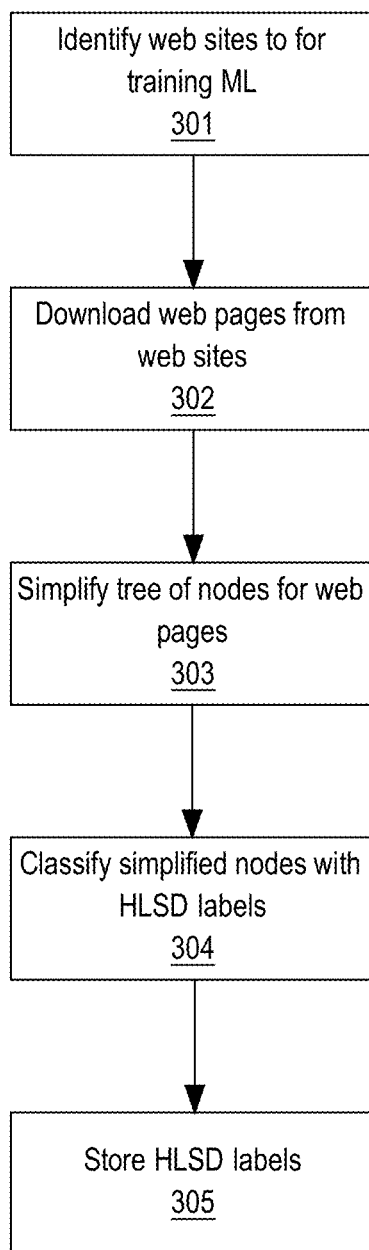 Identify web sites to for
training ML
301
Download web pages from
web sites
302
Simplify tree of nodes for web
pages
303
Classify simplified nodes with
HLSD labels
304
Store HLSD labels
305